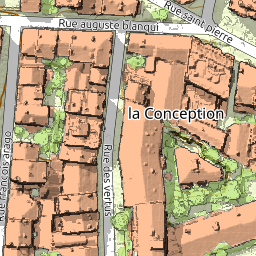 Rue auguste blanqui
Rue saint pierre
la Conception
Rue françois arago
Rue des vertus